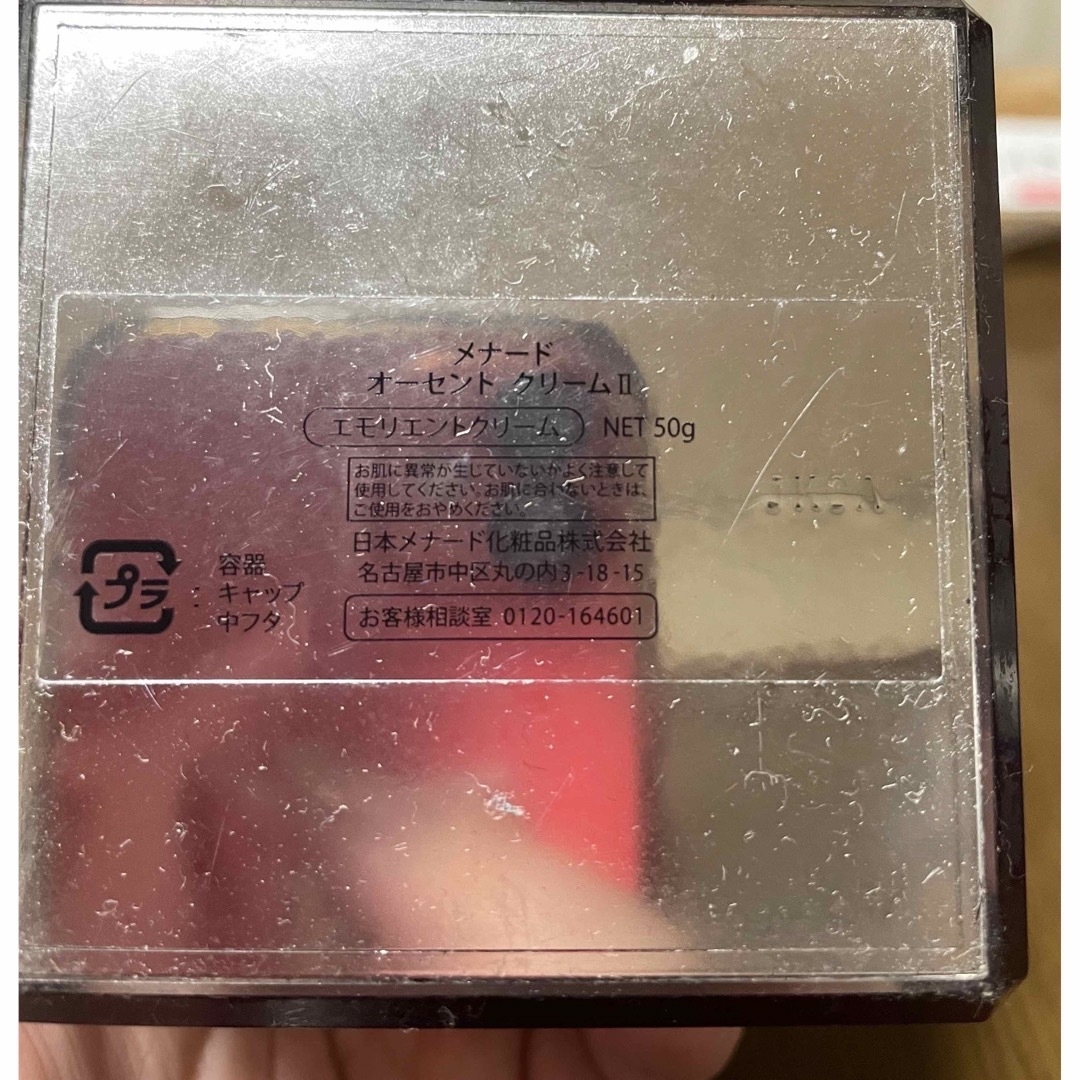 メナード
オーセント クリームⅡ
エモリエントクリーム NET 50g
お肌に異常が生じていないかよく注意して
使用してください。お肌に合わないときは、
ご使用をおやめください。
日本メナード化粧品株式会社
名古屋市中区丸の内3-18-15
お客様相談室 0120-164601
プラ : 容器
キャップ
中フタ